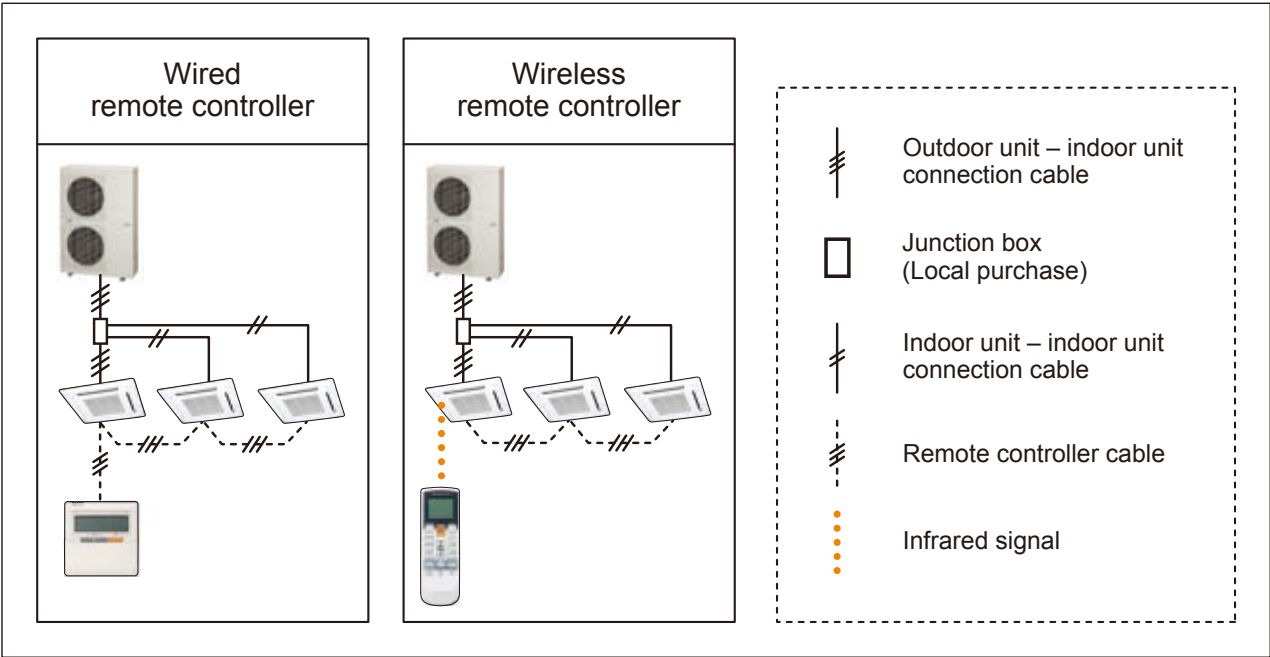 Wired
remote controller
Wireless
remote controller
Outdoor unit – indoor unit
connection cable
Junction box
(Local purchase)
Indoor unit – indoor unit
connection cable
Remote controller cable
Infrared signal